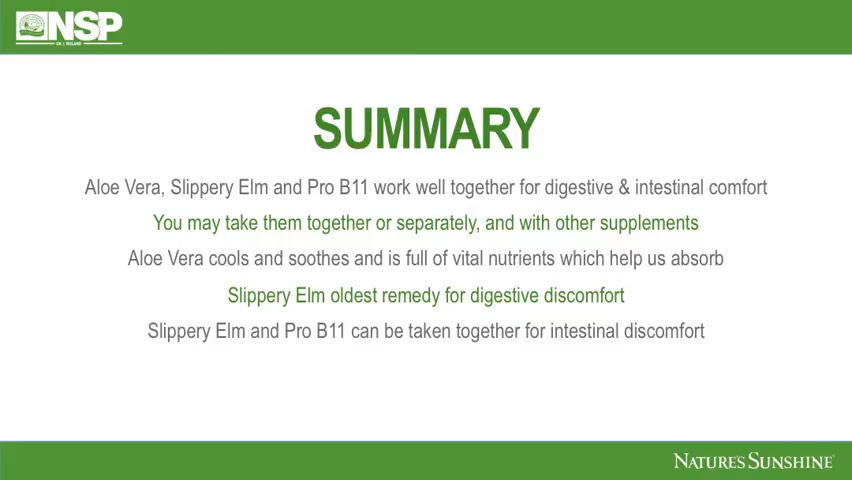 NSP
UK | IRELAND
SUMMARY
Aloe Vera, Slippery Elm and Pro B11 work well together for digestive & intestinal comfort
You may take them together or separately, and with other supplements
Aloe Vera cools and soothes and is full of vital nutrients which help us absorb
Slippery Elm oldest remedy for digestive discomfort
Slippery Elm and Pro B11 can be taken together for intestinal discomfort
NATURE'S SUNSHINE